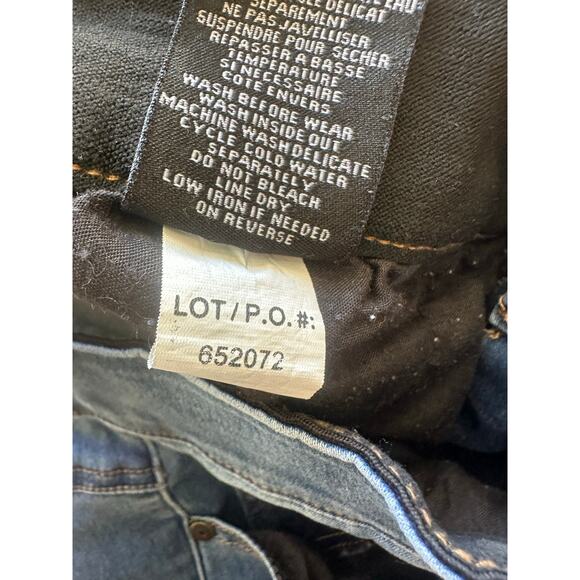 DELICAT
SEPAREMENT
NE PAS JAVELLISER
SUSPENDRE POUR SECHER
REPASSER A BASSE
TEMPERATURE
SI NECESSAIRE
COTE ENVERS
WASH BEFORE WEAR
WASH INSIDE OUT
MACHINE WASH DELICATE
CYCLE COLD WATER
SEPARATELY
DO NOT BLEACH
LINE DRY
LOW IRON IF NEEDED
ON REVERSE
LOT/P.O.#:
652072